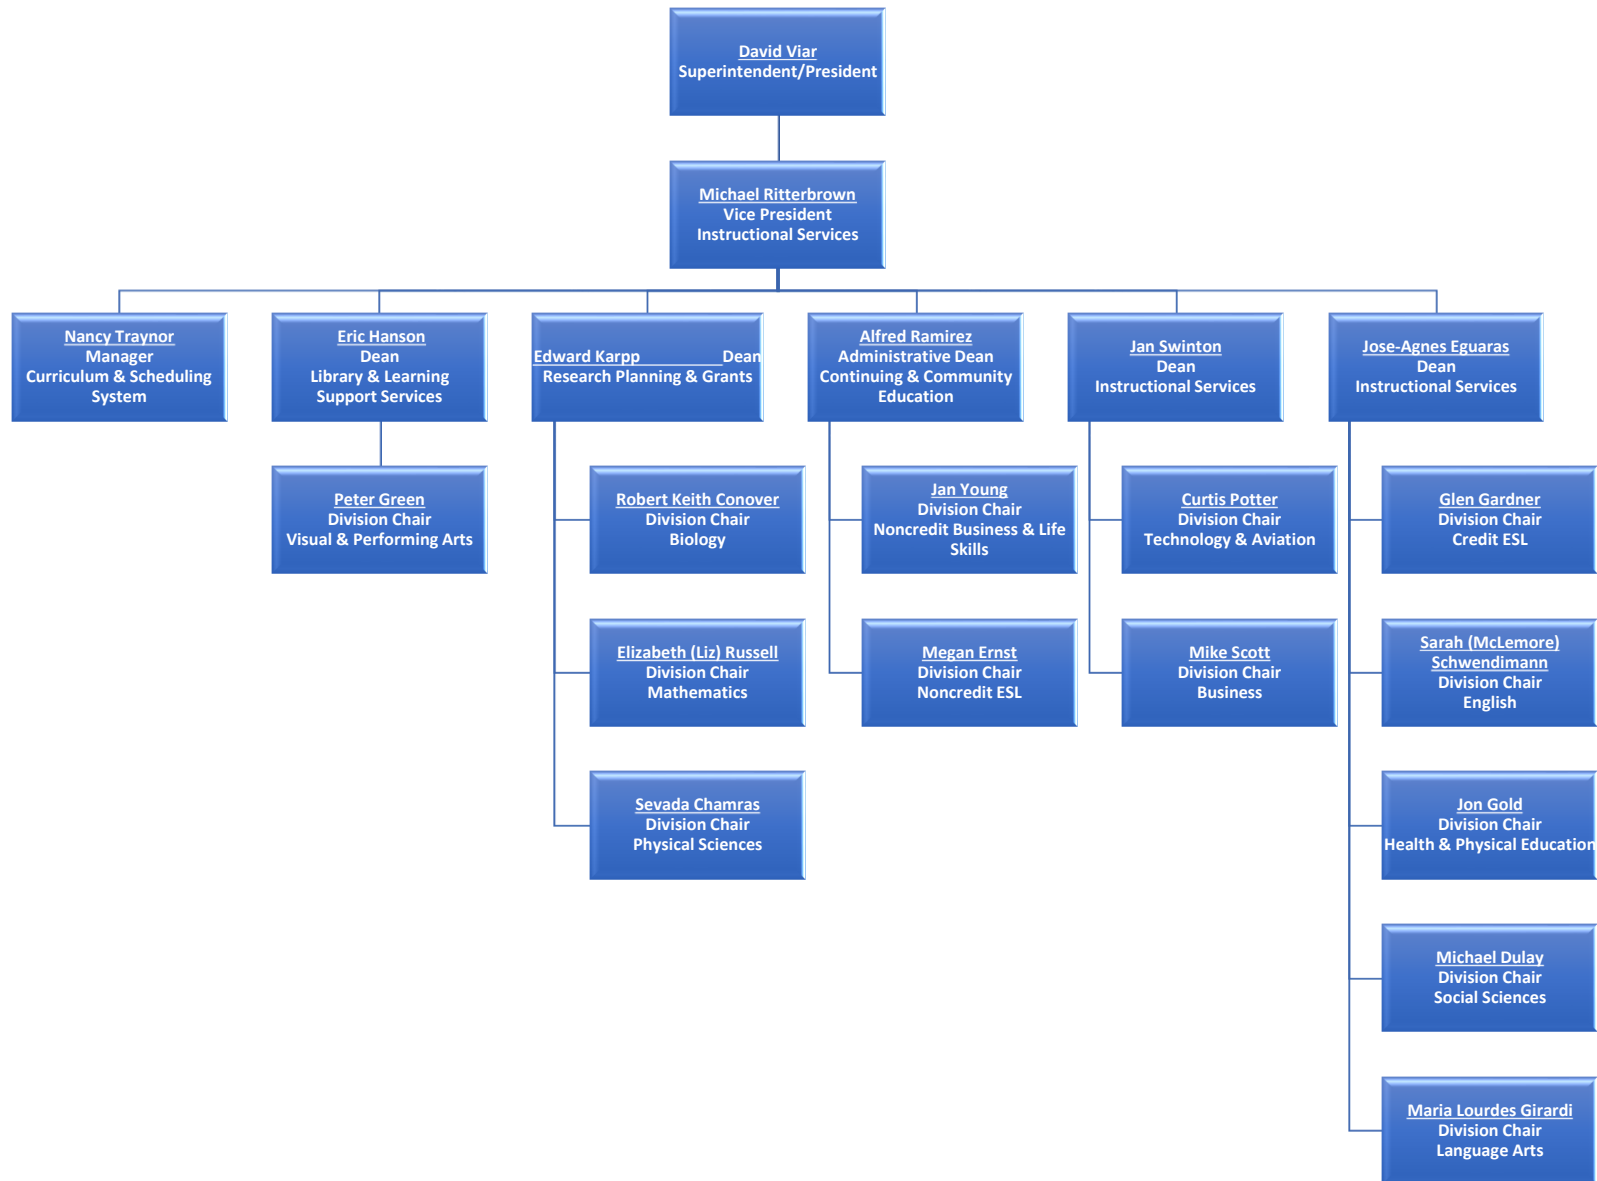 David Viar
Superintendent/President
Michael Ritterbrown
Vice President
Instructional Services
Nancy Traynor
Manager
Curriculum & Scheduling
System
Eric Hanson
Dean
Library & Learning
Support Services
Edward Karpp Dean
Research Planning & Grants
Alfred Ramirez
Administrative Dean
Continuing & Community
Education
Jan Swinton
Dean
Instructional Services
Jose-Agnes Eguaras
Dean
Instructional Services
Peter Green
Division Chair
Visual & Performing Arts
Robert Keith Conover
Division Chair
Biology
Jan Young
Division Chair
Noncredit Business & Life
Skills
Curtis Potter
Division Chair
Technology & Aviation
Glen Gardner
Division Chair
Credit ESL
Elizabeth (Liz) Russell
Division Chair
Mathematics
Megan Ernst
Division Chair
Noncredit ESL
Mike Scott
Division Chair
Business
Sarah (McLemore)
Schwendimann
Division Chair
English
Sevada Chamras
Division Chair
Physical Sciences
Jon Gold
Division Chair
Health & Physical Education
Michael Dulay
Division Chair
Social Sciences
Maria Lourdes Girardi
Division Chair
Language Arts